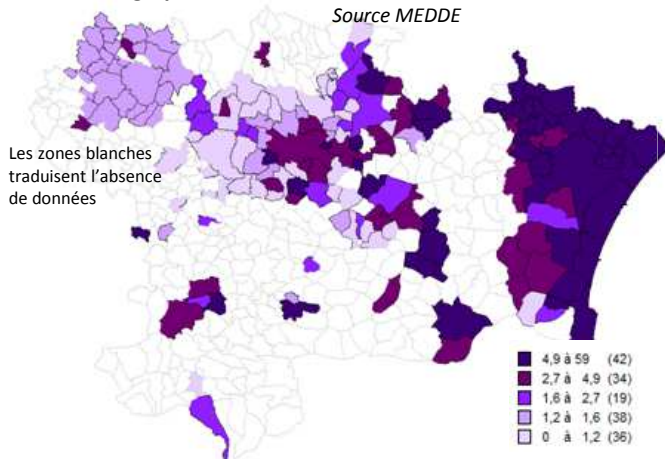 Source MEDDE
Les zones blanches
traduisent l'absence
de données
4,9 à 59 (42)
2,7 à 4,9 (34)
1,6 à 2,7 (19)
1,2 à 1,6 (38)
0 à 1,2 (36)